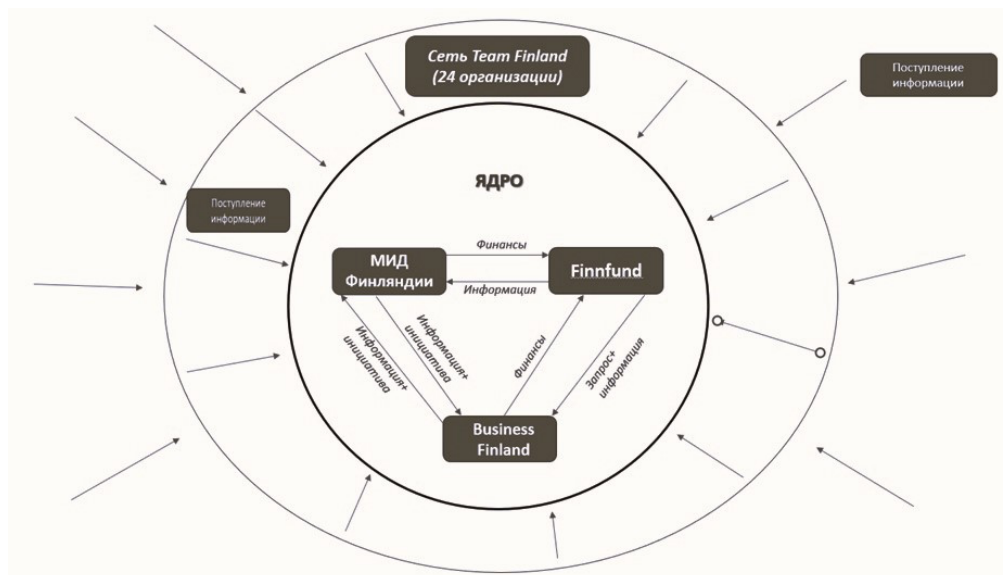 Сеть Team Finland
(24 организации)
Поступление
информации
ЯДРО
Поступление
информации
Финансы
МИД
Финляндии
Finnfund
Информация
Информация+
инициатива
Информация+
инициатива
Финансы
Запрос+
информация
Business
Finland